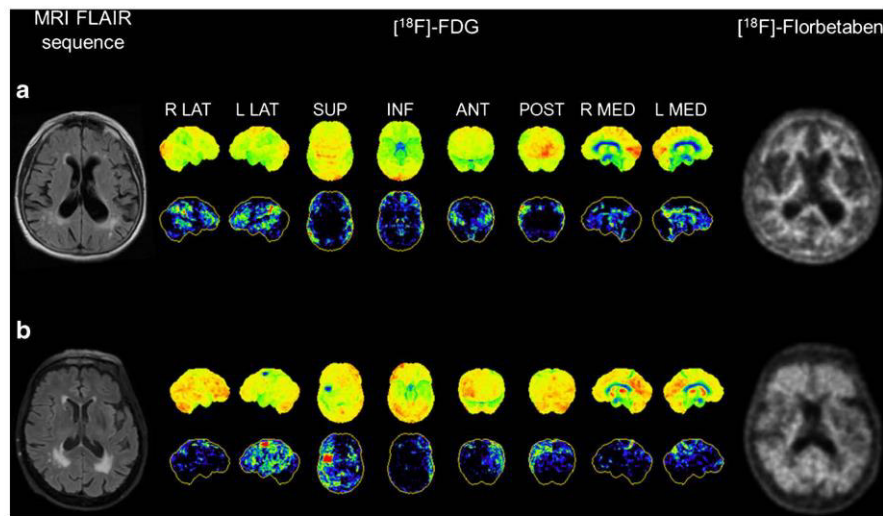 MRI FLAIR
sequence
[¹⁸F]-FDG
[¹⁸F]-Florbetaben
a
R LAT L LAT SUP INF ANT POST R MED L MED
b